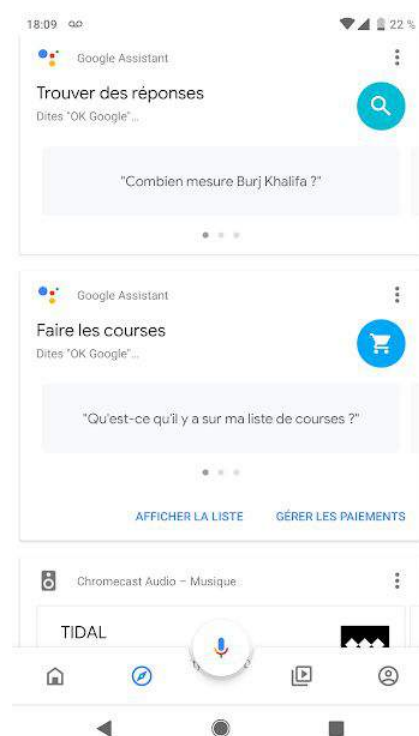 18:09
22 %
Google Assistant
Trouver des réponses
Dites "OK Google"...
"Combien mesure Burj Khalifa ?"
Google Assistant
Faire les courses
Dites "OK Google"...
"Qu'est-ce qu'il y a sur ma liste de courses ?"
AFFICHER LA LISTE
GÉRER LES PAIEMENTS
Chromecast Audio – Musique
TIDAL